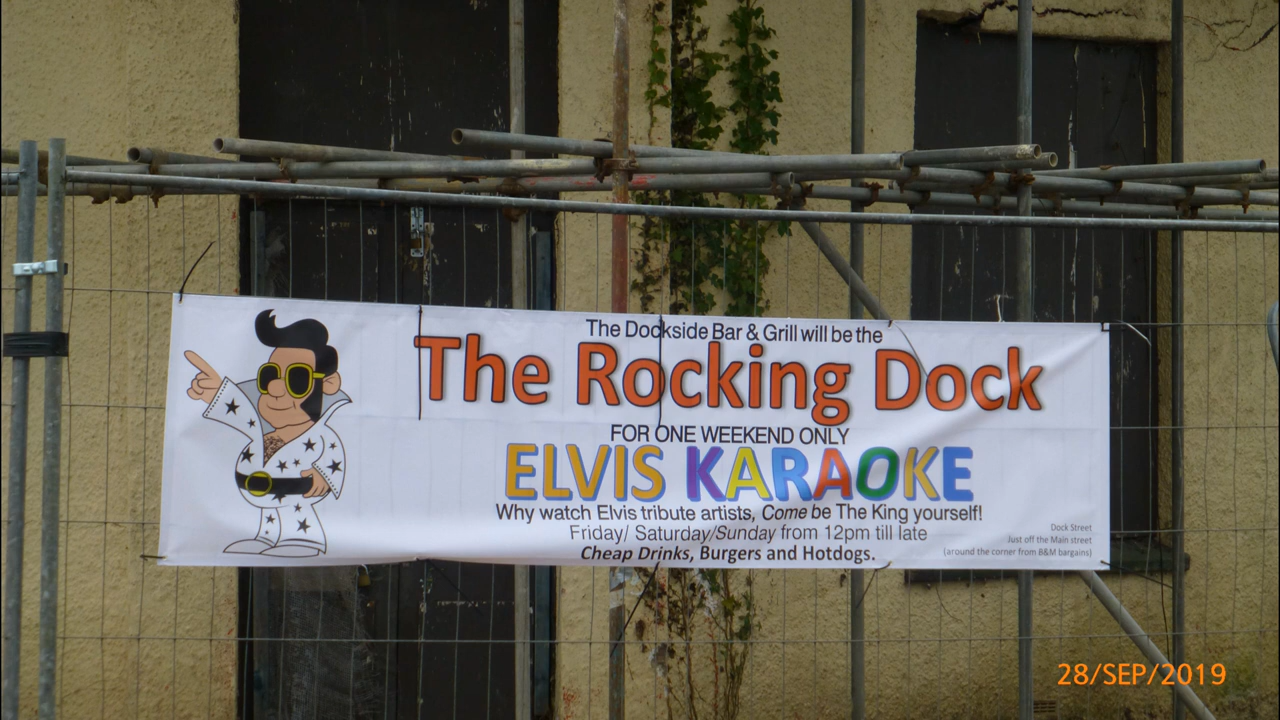 The Dockside Bar & Grill will be the
The Rocking Dock
FOR ONE WEEKEND ONLY
ELVIS KARAOKE
Why watch Elvis tribute artists, Come be The King yourself!
Friday/ Saturday/Sunday from 12pm till late
Cheap Drinks, Burgers and Hotdogs.
Dock Street
Just off the Main street
(around the corner from B&M bargains)
28/SEP/2019